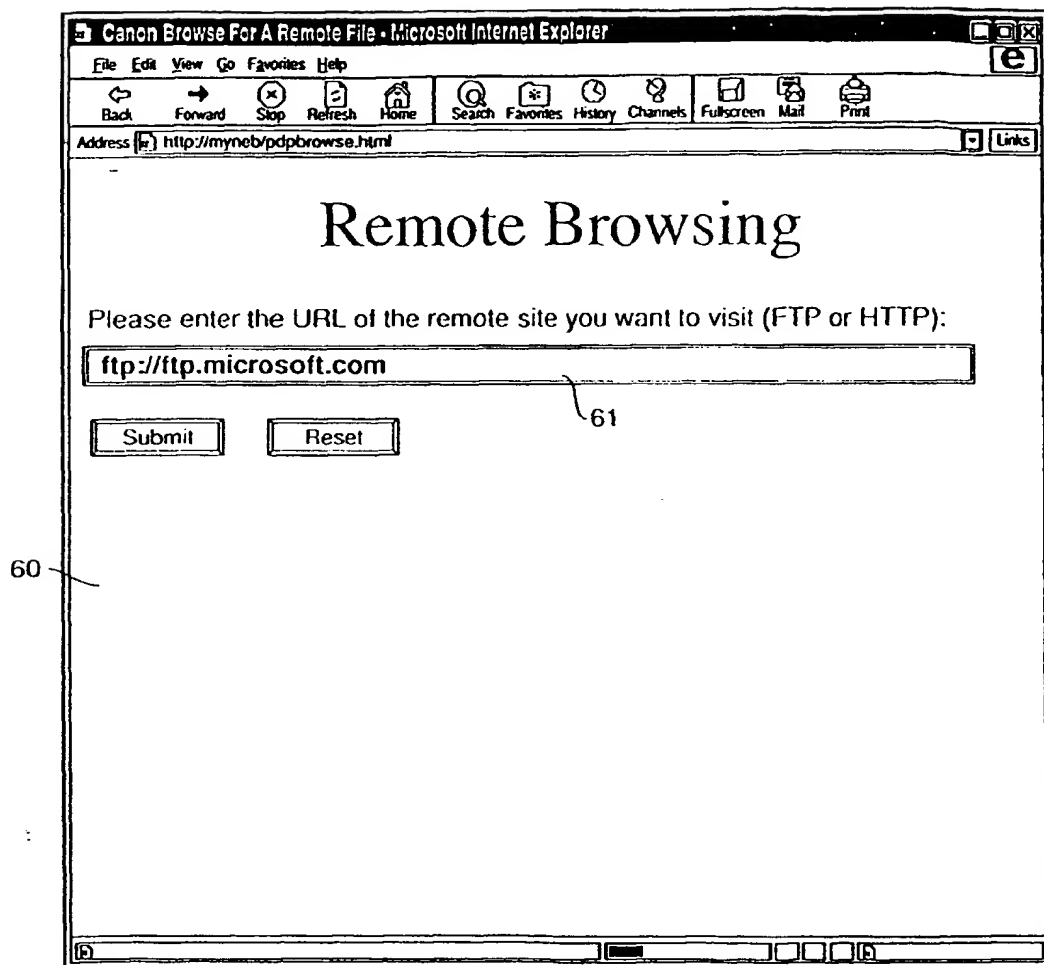 Canon Browse For A Remote File - Microsoft Internet Explorer
File Edit View Go Favorites Help
e
Back Forward Stop Refresh Home Search Favorites History Channels Fullscreen Mail Print
Address http://myneb/pdpbrowse.html Links
Remote Browsing
Please enter the URL of the remote site you want to visit (FTP or HTTP):
ftp://ftp.microsoft.com
61
Submit Reset
60